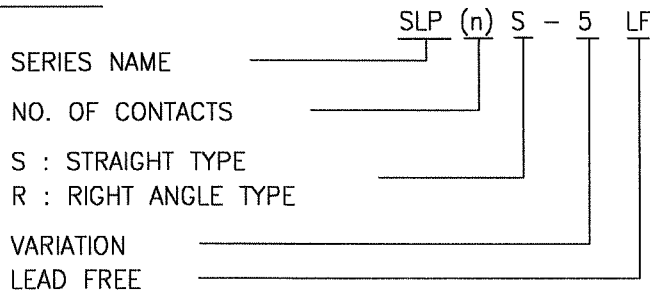 SLP (n) S - 5 LF
SERIES NAME
NO. OF CONTACTS
S : STRAIGHT TYPE
R : RIGHT ANGLE TYPE
VARIATION
LEAD FREE